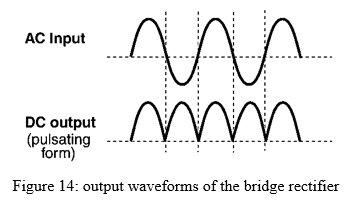 AC Input
DC output
(pulsating
form)
Figure 14: output waveforms of the bridge rectifier